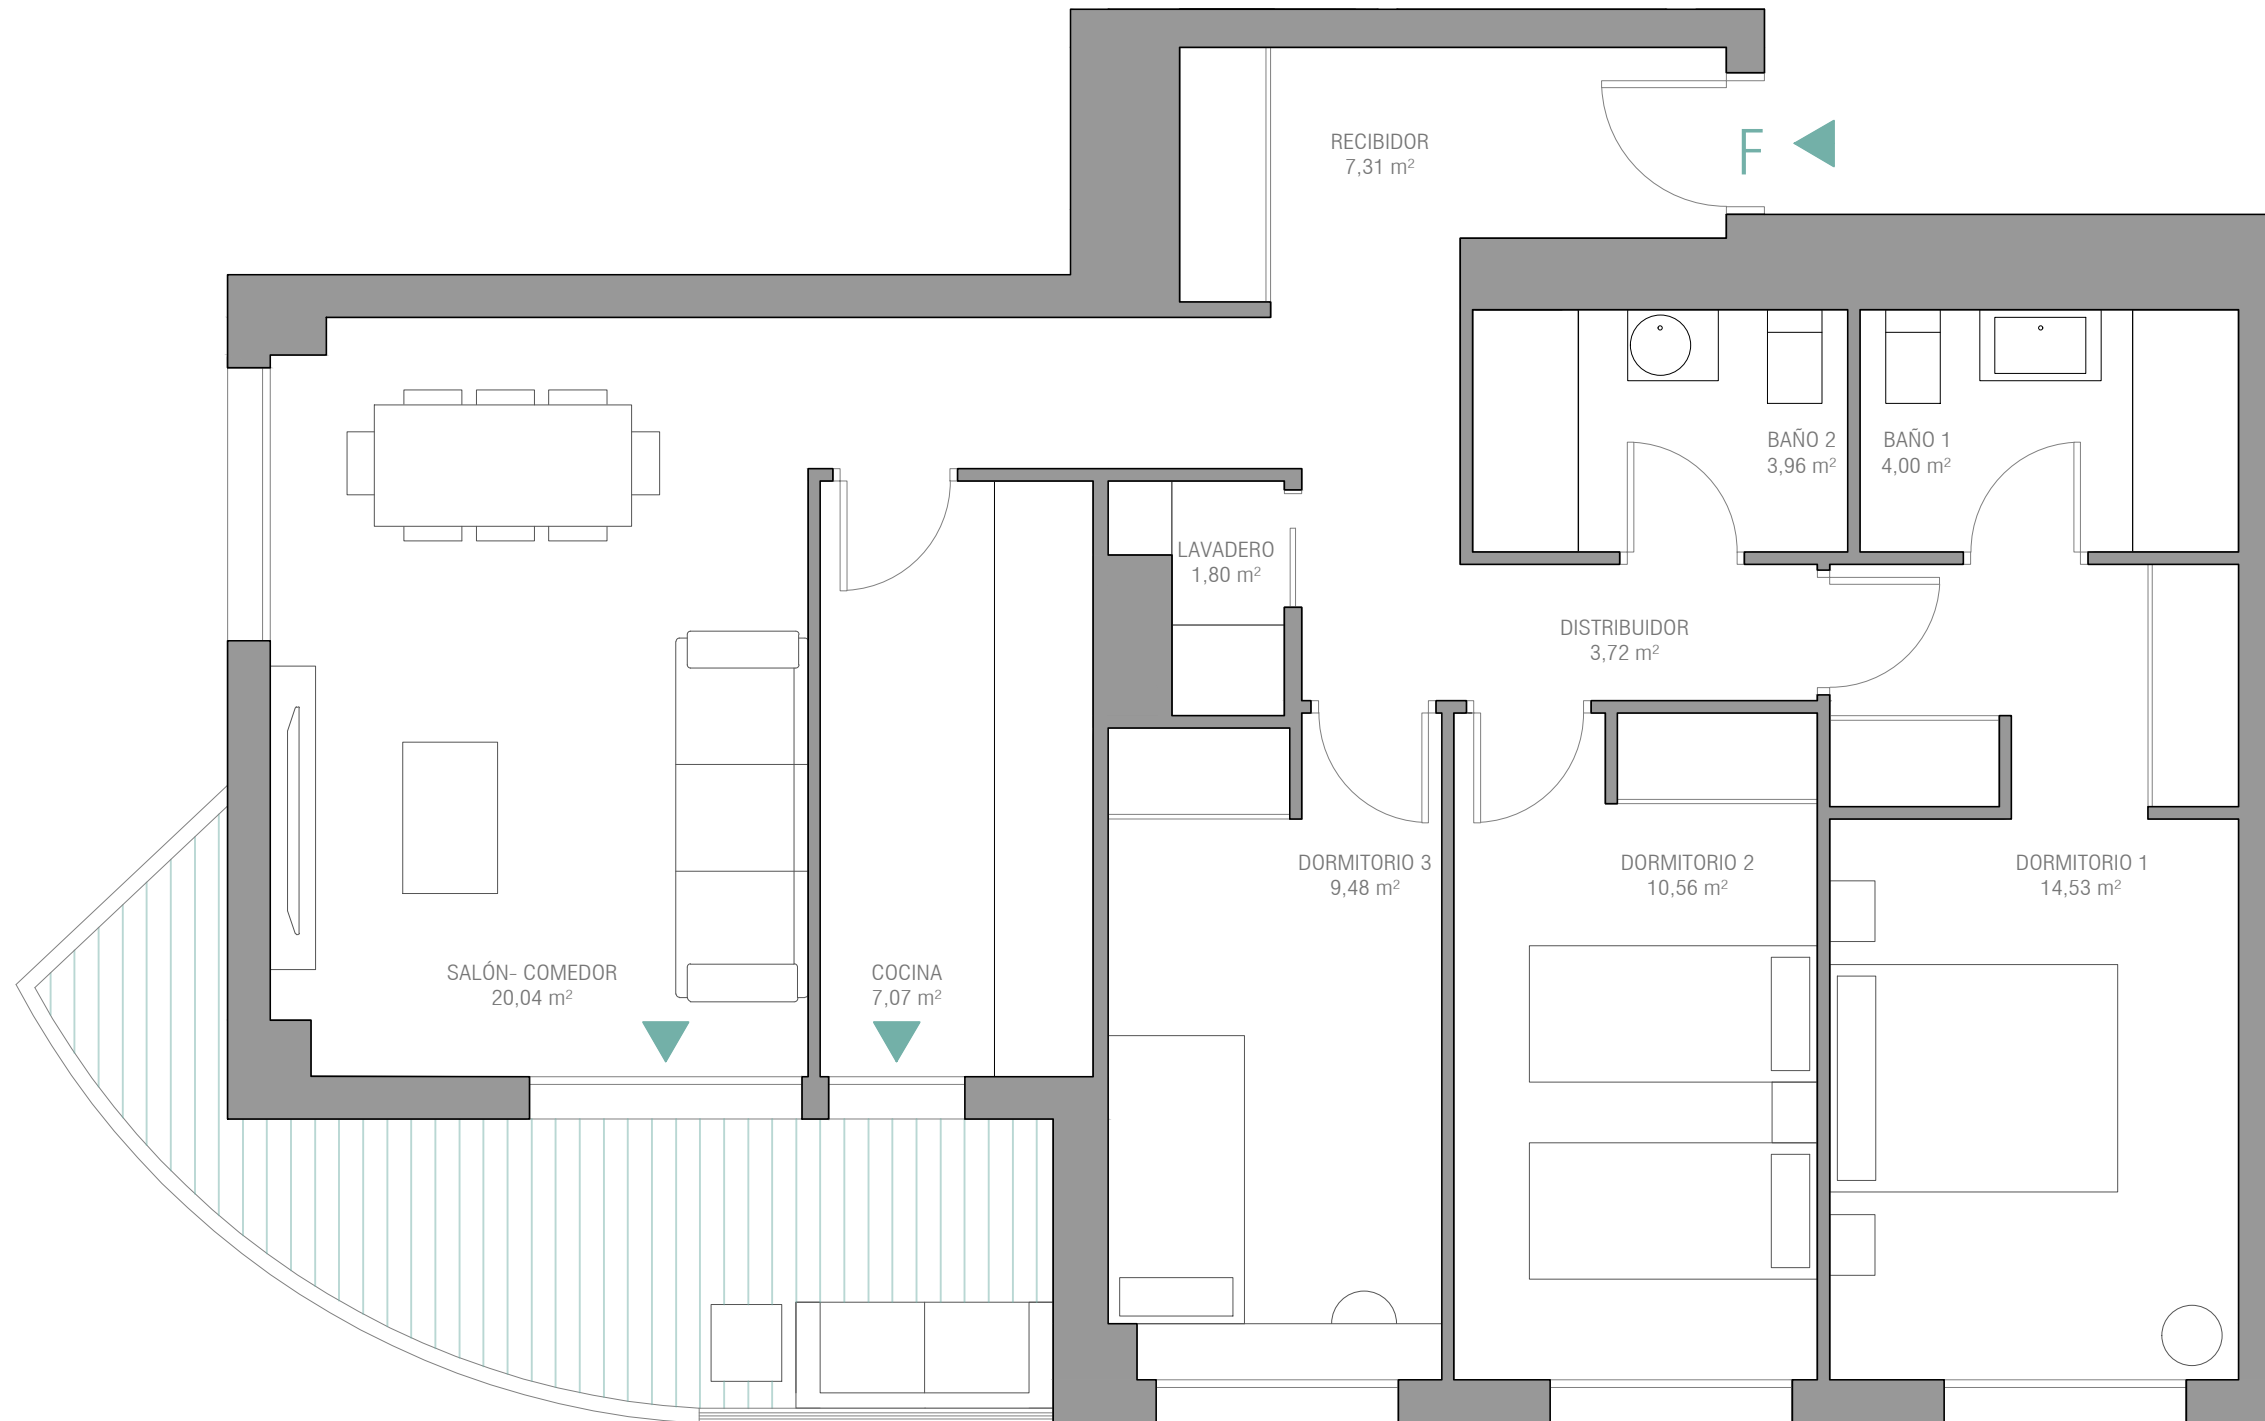 RECIBIDOR
7,31 m²
F
BAÑO 2
3,96 m²
BAÑO 1
4,00 m²
LAVADERO
1,80 m²
DISTRIBUIDOR
3,72 m²
DORMITORIO 3
9,48 m²
DORMITORIO 2
10,56 m²
DORMITORIO 1
14,53 m²
SALÓN- COMEDOR
20,04 m²
COCINA
7,07 m²